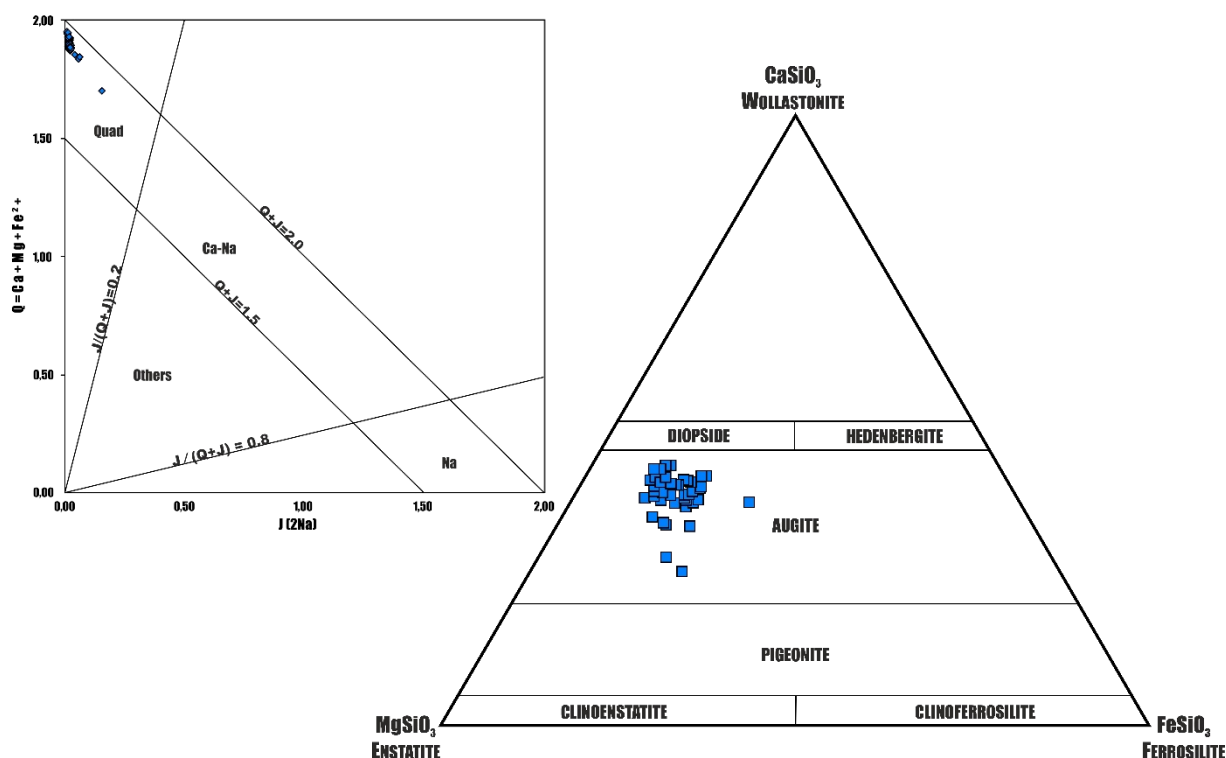 2,00
1,50
1,00
0,50
0,00
Q = Ca + Mg + Fe²⁺
Quad
Ca-Na
Others
Na
Q+J=2.0
Q+J=1.5
J/(Q+J)=0.2
J / (Q+J) = 0.8
0,00
0,50
1,00
1,50
2,00
J (2Na)
CaSiO₃
WOLLASTONITE
DIOPSIDE
HEDENBERGITE
AUGITE
PIGEONITE
CLINOENSTATITE
CLINOFERROSILITE
MgSiO₃
ENSTATITE
FeSiO₃
FERROSILITE